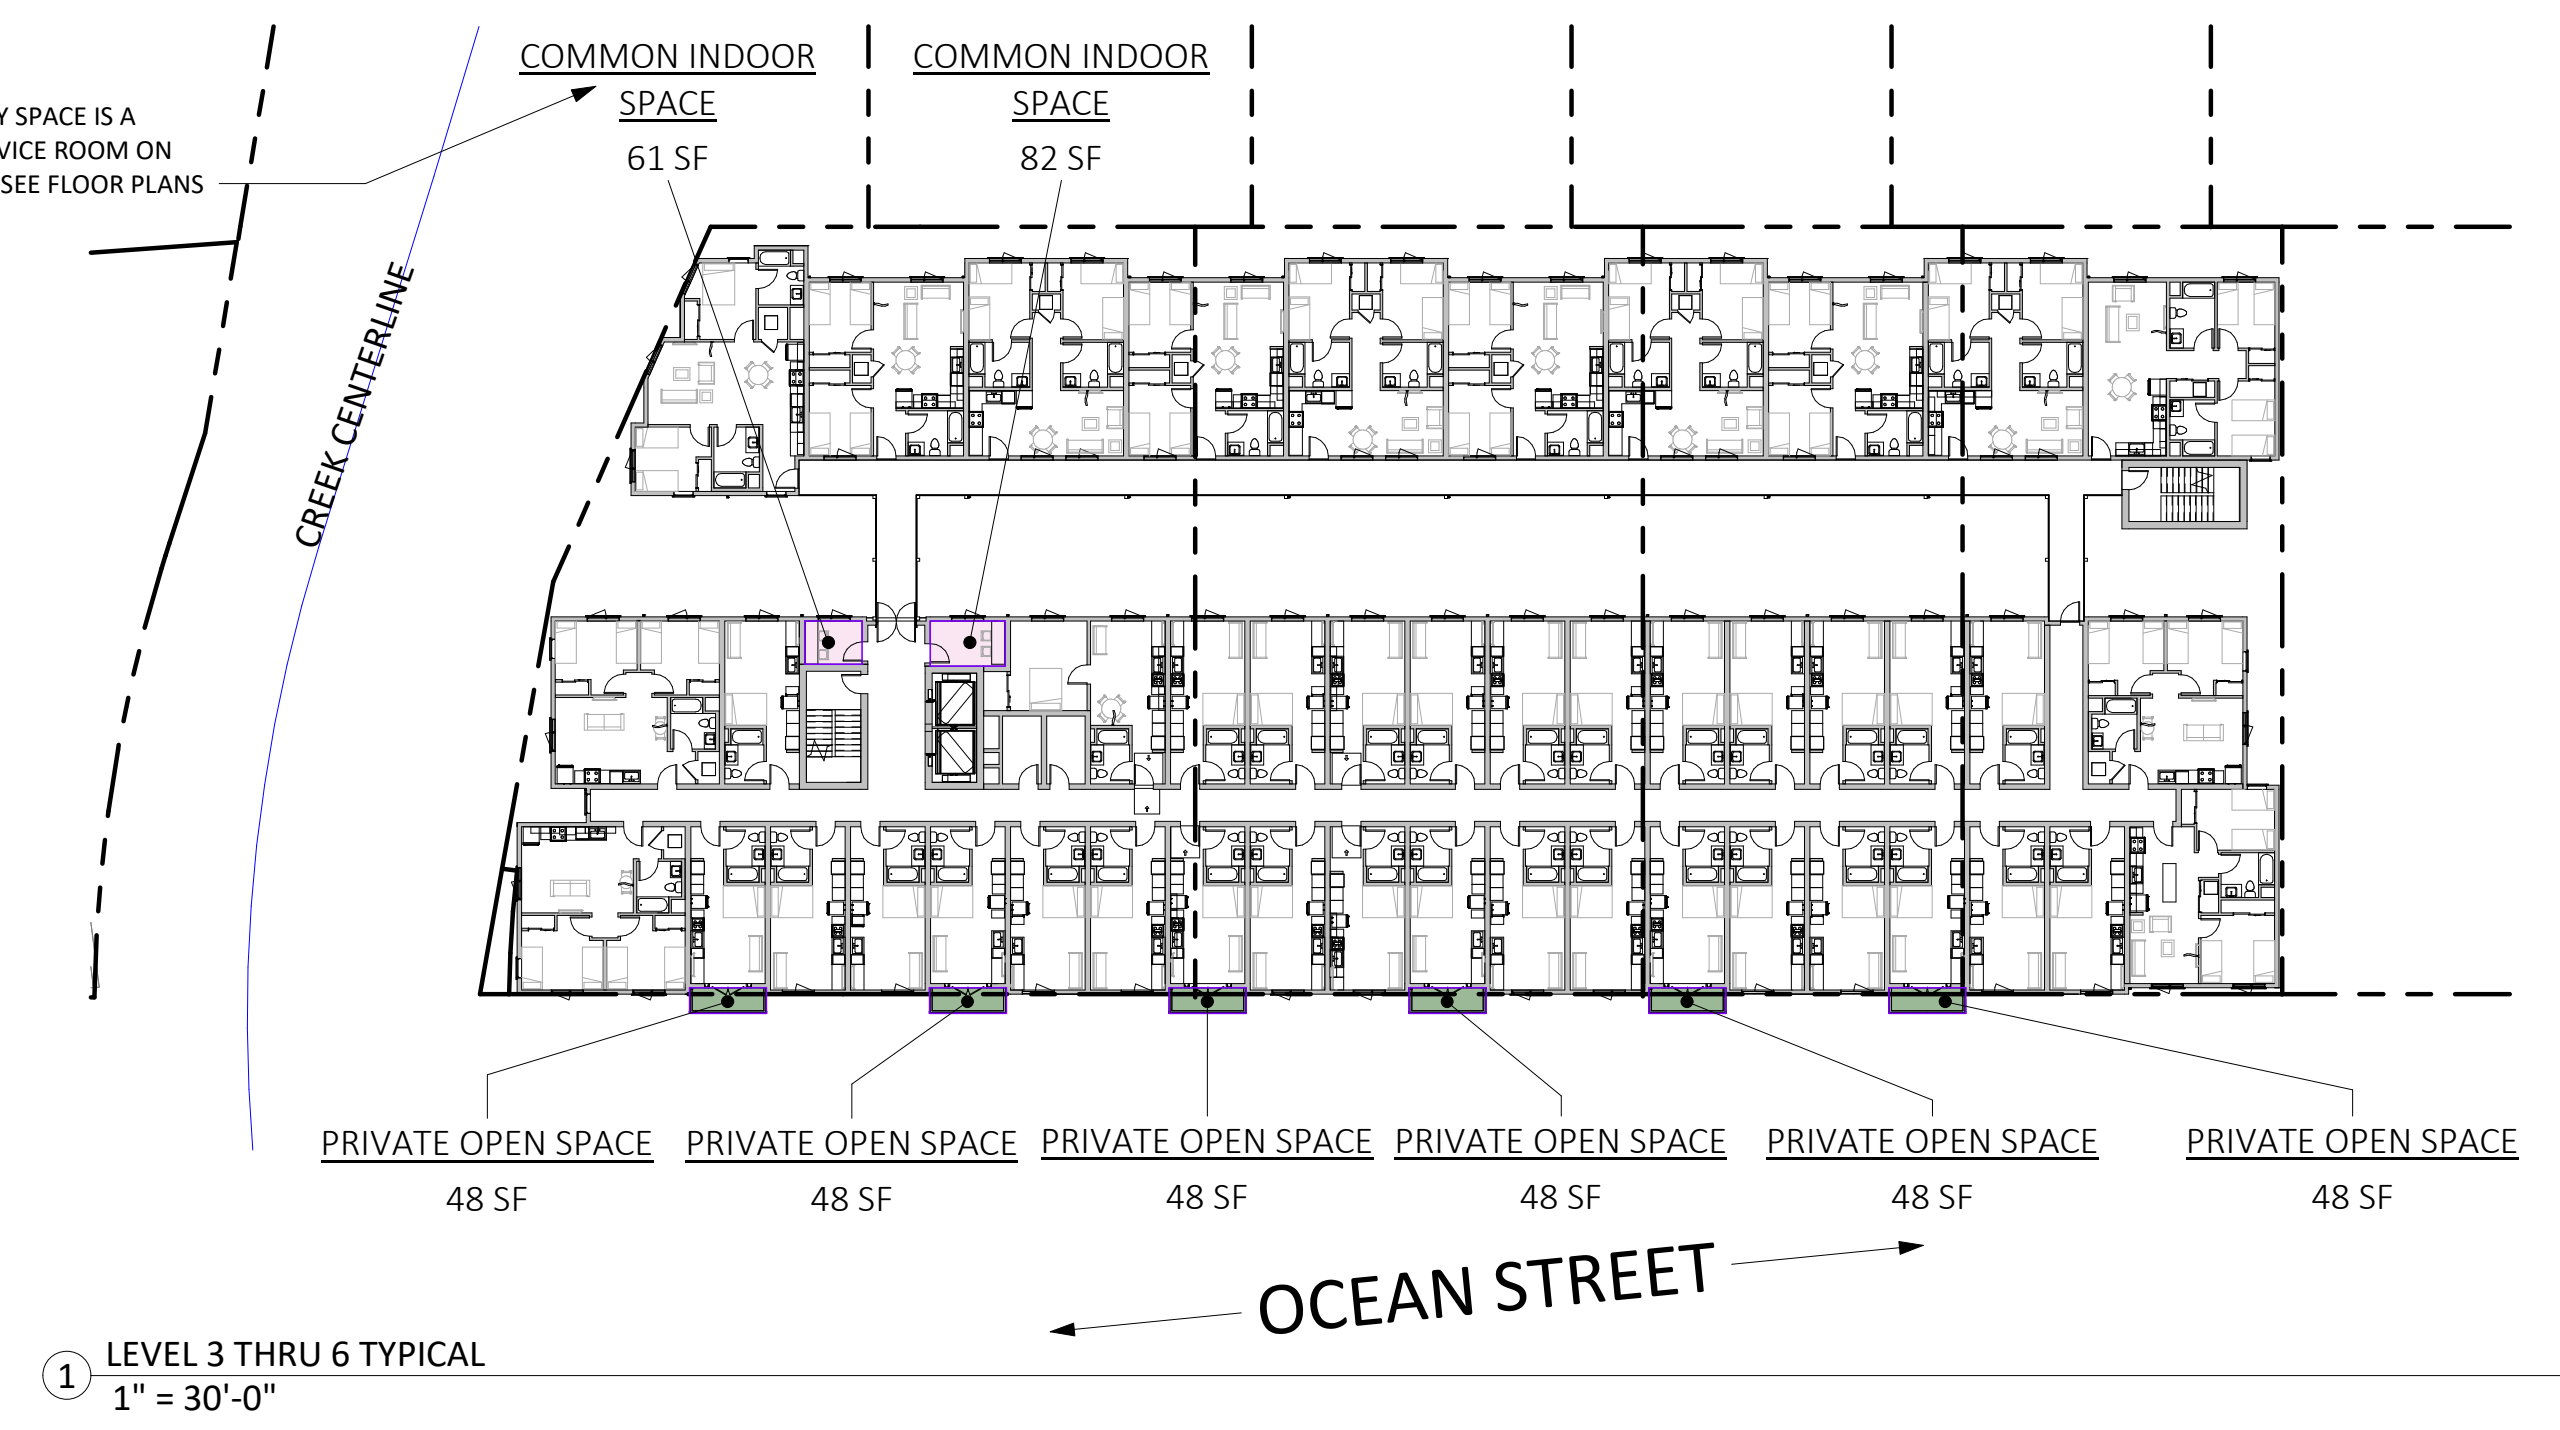 COMMON INDOOR
SPACE
61 SF
COMMON INDOOR
SPACE
82 SF
Y SPACE IS A
VICE ROOM ON
SEE FLOOR PLANS
CREEK CENTERLINE
PRIVATE OPEN SPACE
48 SF
PRIVATE OPEN SPACE
48 SF
PRIVATE OPEN SPACE
48 SF
PRIVATE OPEN SPACE
48 SF
PRIVATE OPEN SPACE
48 SF
PRIVATE OPEN SPACE
48 SF
OCEAN STREET
1
LEVEL 3 THRU 6 TYPICAL
1" = 30'-0"